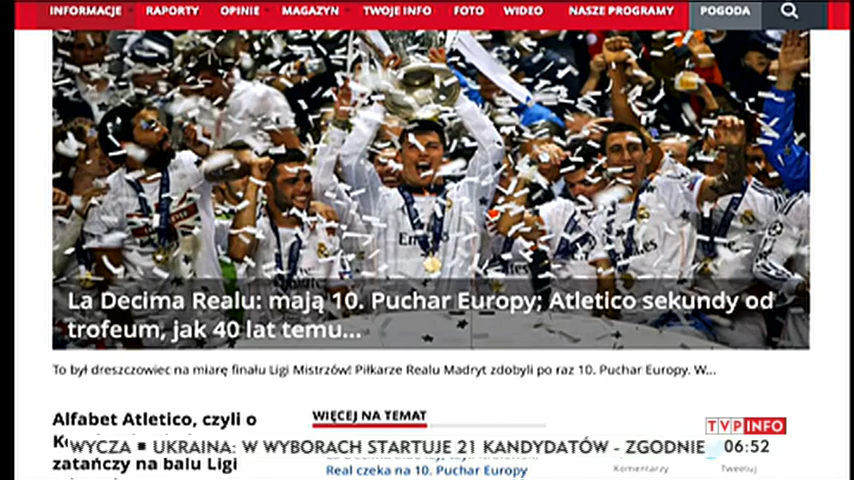 INFORMACJE RAPORTY OPINIE MAGAZYN TWOJE INFO FOTO WIDEO NASZE PROGRAMY POGODA
La Decima Realu: mają 10. Puchar Europy; Atletico sekundy od
trofeum, jak 40 lat temu...
To był dreszczowiec na miarę finału Ligi Mistrzów! Piłkarze Realu Madryt zdobyli po raz 10. Puchar Europy. W...
Alfabet Atletico, czyli o
WIĘCEJ NA TEMAT
TVP INFO
WYCZA ▪ UKRAINA: W WYBORACH STARTUJE 21 KANDYDATÓW - ZGODNIE
06:52
zatańczy na balu Ligi
Real czeka na 10. Puchar Europy
Komentarzy
Tweetuj